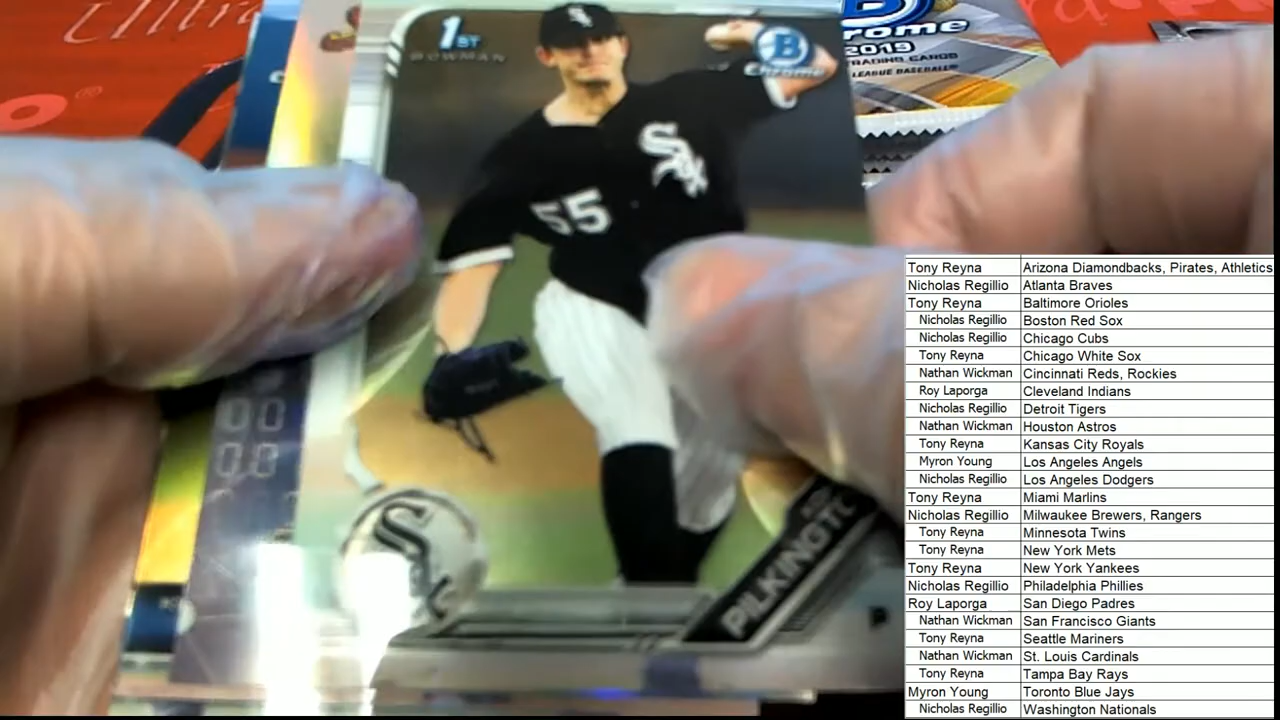 1ST
BOWMAN
B
Chrome
Sox
55
PILKINGTO
P
Sox
B
rome
2019
TRADING CARDS
LEAGUE BASEBALL
Tony Reyna Arizona Diamondbacks, Pirates, Athletics
Nicholas Regillio Atlanta Braves
Tony Reyna Baltimore Orioles
Nicholas Regillio Boston Red Sox
Nicholas Regillio Chicago Cubs
Tony Reyna Chicago White Sox
Nathan Wickman Cincinnati Reds, Rockies
Roy Laporga Cleveland Indians
Nicholas Regillio Detroit Tigers
Nathan Wickman Houston Astros
Tony Reyna Kansas City Royals
Myron Young Los Angeles Angels
Nicholas Regillio Los Angeles Dodgers
Tony Reyna Miami Marlins
Nicholas Regillio Milwaukee Brewers, Rangers
Tony Reyna Minnesota Twins
Tony Reyna New York Mets
Tony Reyna New York Yankees
Nicholas Regillio Philadelphia Phillies
Roy Laporga San Diego Padres
Nathan Wickman San Francisco Giants
Tony Reyna Seattle Mariners
Nathan Wickman St. Louis Cardinals
Tony Reyna Tampa Bay Rays
Myron Young Toronto Blue Jays
Nicholas Regillio Washington Nationals